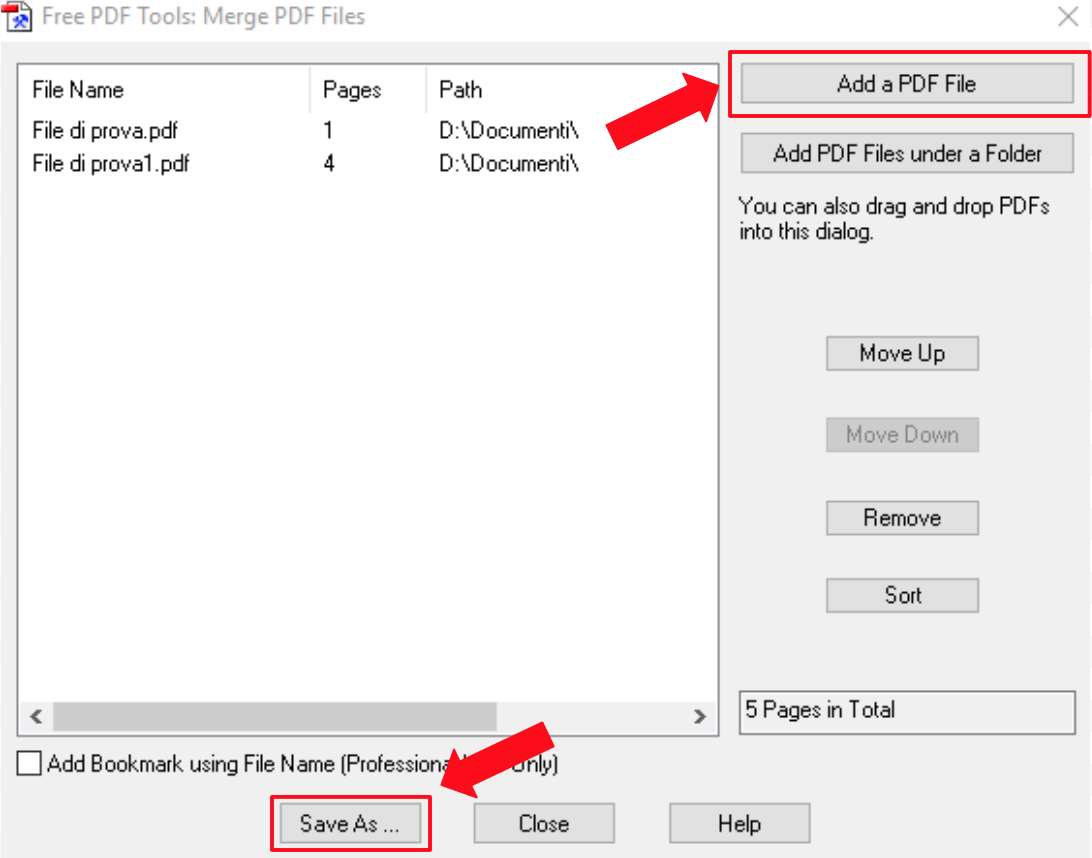 Free PDF Tools: Merge PDF Files
File Name Pages Path
File di prova.pdf 1 D:\Documenti\
File di prova1.pdf 4 D:\Documenti\
Add a PDF File
Add PDF Files under a Folder
You can also drag and drop PDFs
into this dialog.
Move Up
Move Down
Remove
Sort
5 Pages in Total
Add Bookmark using File Name (Professional Only)
Save As ...
Close
Help